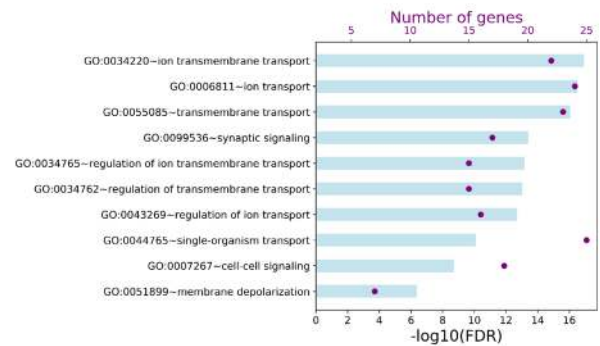 Number of genes
5 10 15 20 25
GO:0034220~ion transmembrane transport
GO:0006811~ion transport
GO:0055085~transmembrane transport
GO:0099536~synaptic signaling
GO:0034765~regulation of ion transmembrane transport
GO:0034762~regulation of transmembrane transport
GO:0043269~regulation of ion transport
GO:0044765~single-organism transport
GO:0007267~cell-cell signaling
GO:0051899~membrane depolarization
0 2 4 6 8 10 12 14 16
-log10(FDR)